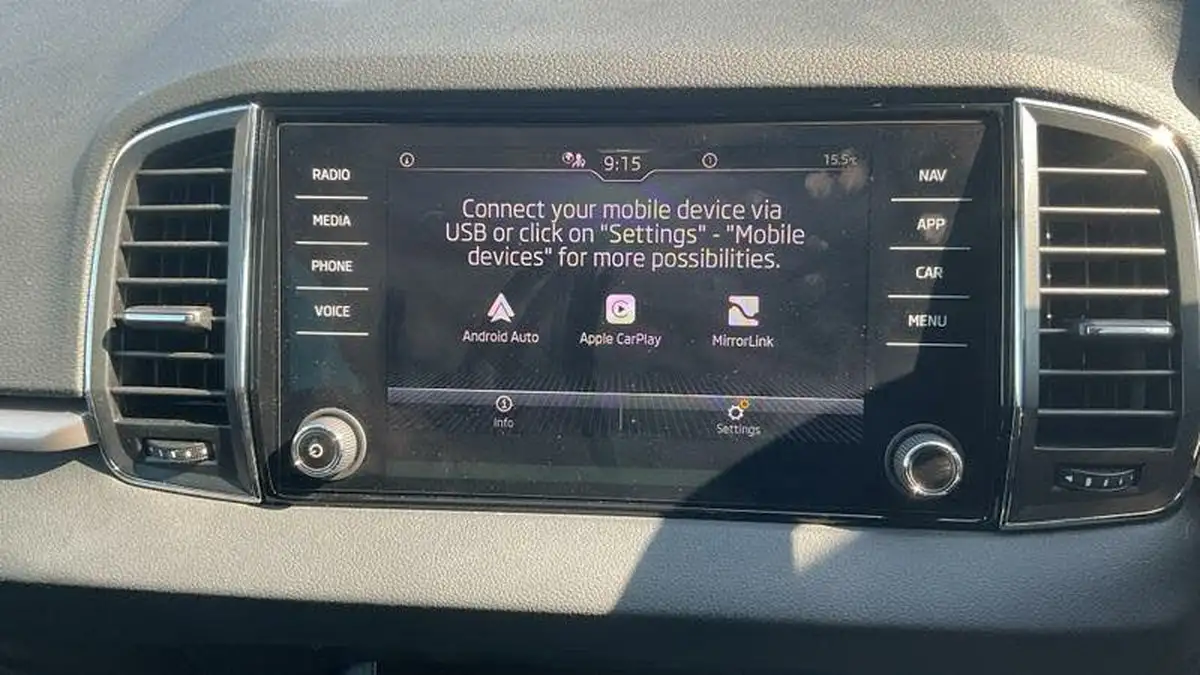 9:15
15.5°C
RADIO
MEDIA
PHONE
VOICE
Connect your mobile device via
USB or click on "Settings" - "Mobile
devices" for more possibilities.
Android Auto
Apple CarPlay
MirrorLink
Info
Settings
NAV
APP
CAR
MENU